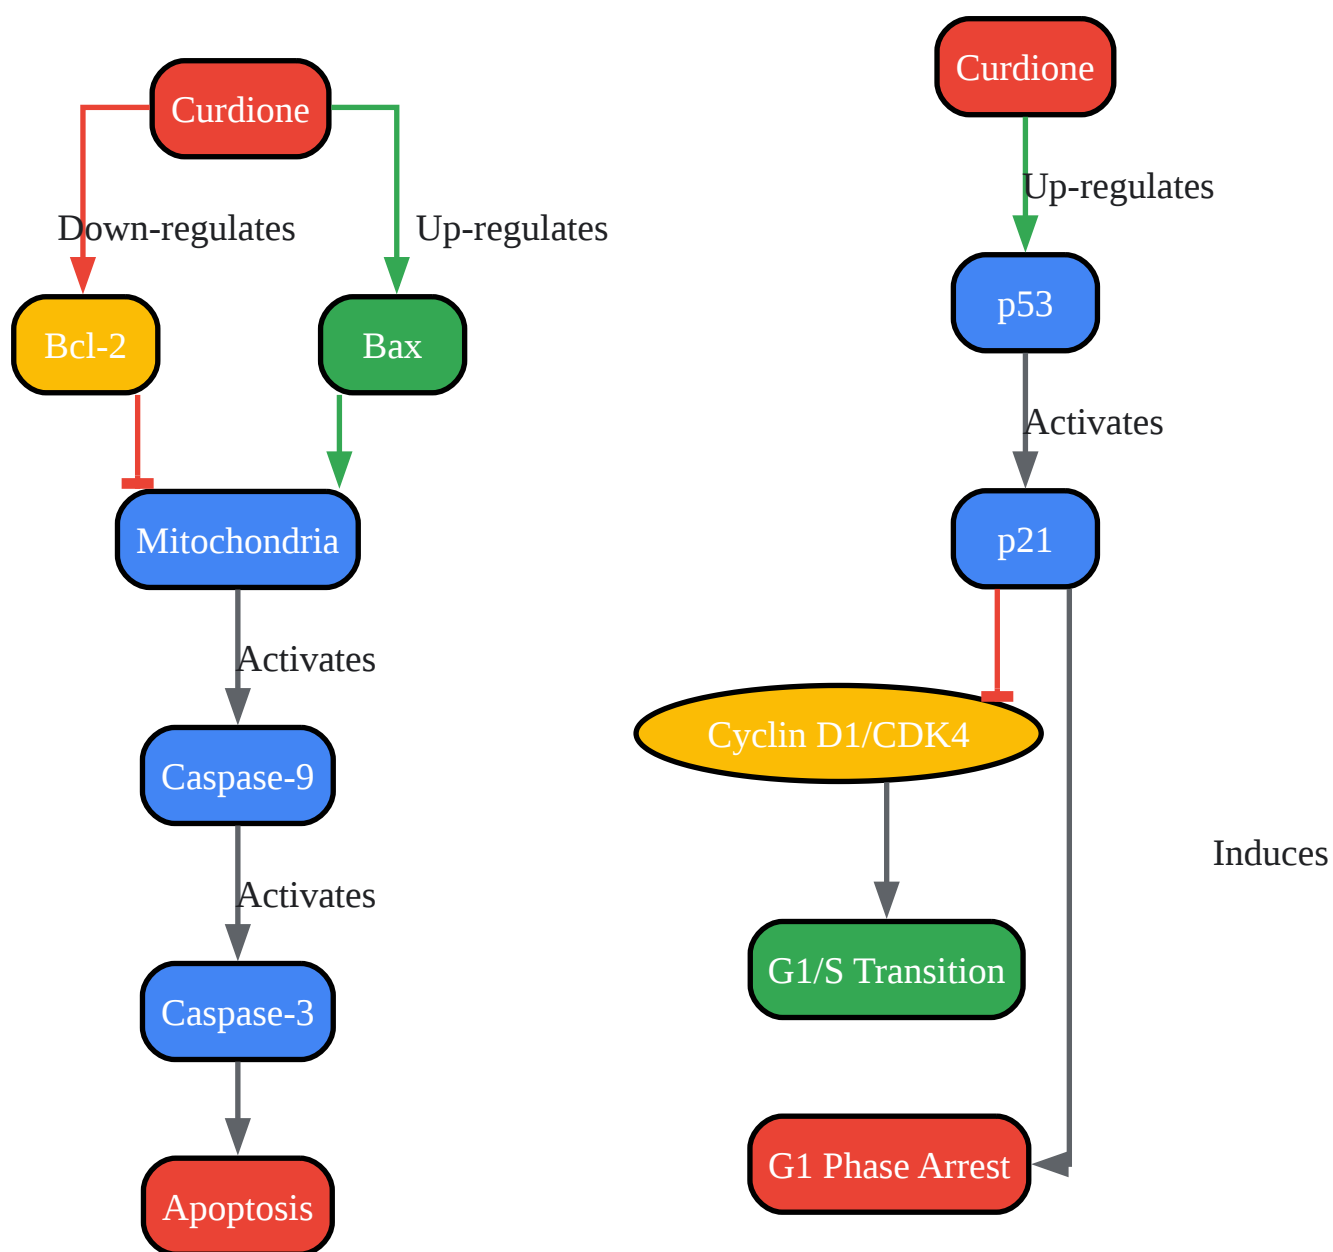 Curdione
Down-regulates
Up-regulates
Bcl-2
Bax
Mitochondria
Activates
Caspase-9
Activates
Caspase-3
Apoptosis
Curdione
Up-regulates
p53
Activates
p21
Cyclin D1/CDK4
Induces
G1/S Transition
G1 Phase Arrest